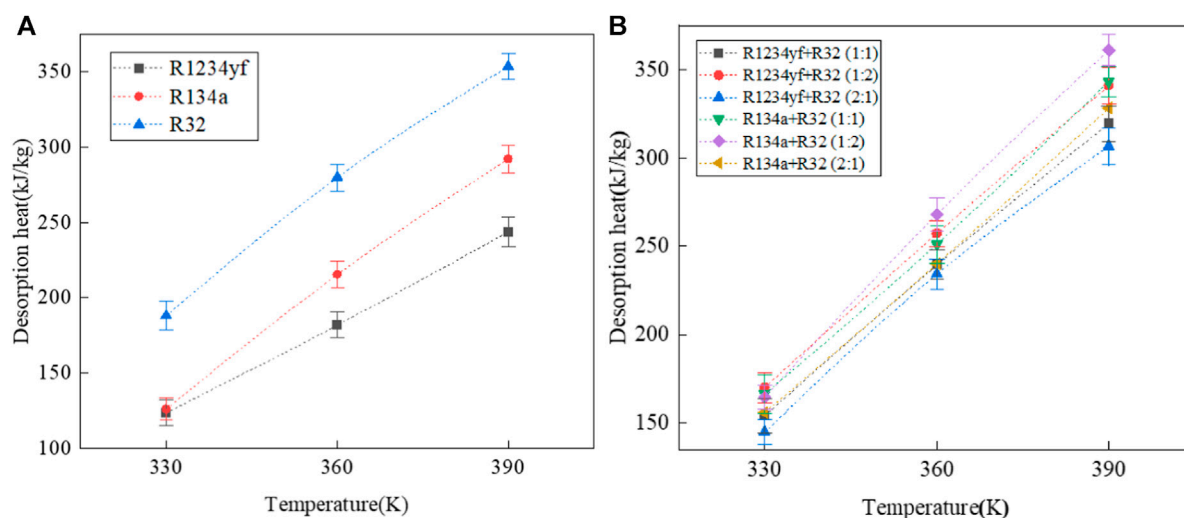 A
R1234yf
R134a
R32
350
300
250
200
150
100
330
360
390
Desorption heat(kJ/kg)
Temperature(K)
B
R1234yf+R32 (1:1)
R1234yf+R32 (1:2)
R1234yf+R32 (2:1)
R134a+R32 (1:1)
R134a+R32 (1:2)
R134a+R32 (2:1)
350
300
250
200
150
330
360
390
Desorption heat(kJ/kg)
Temperature(K)